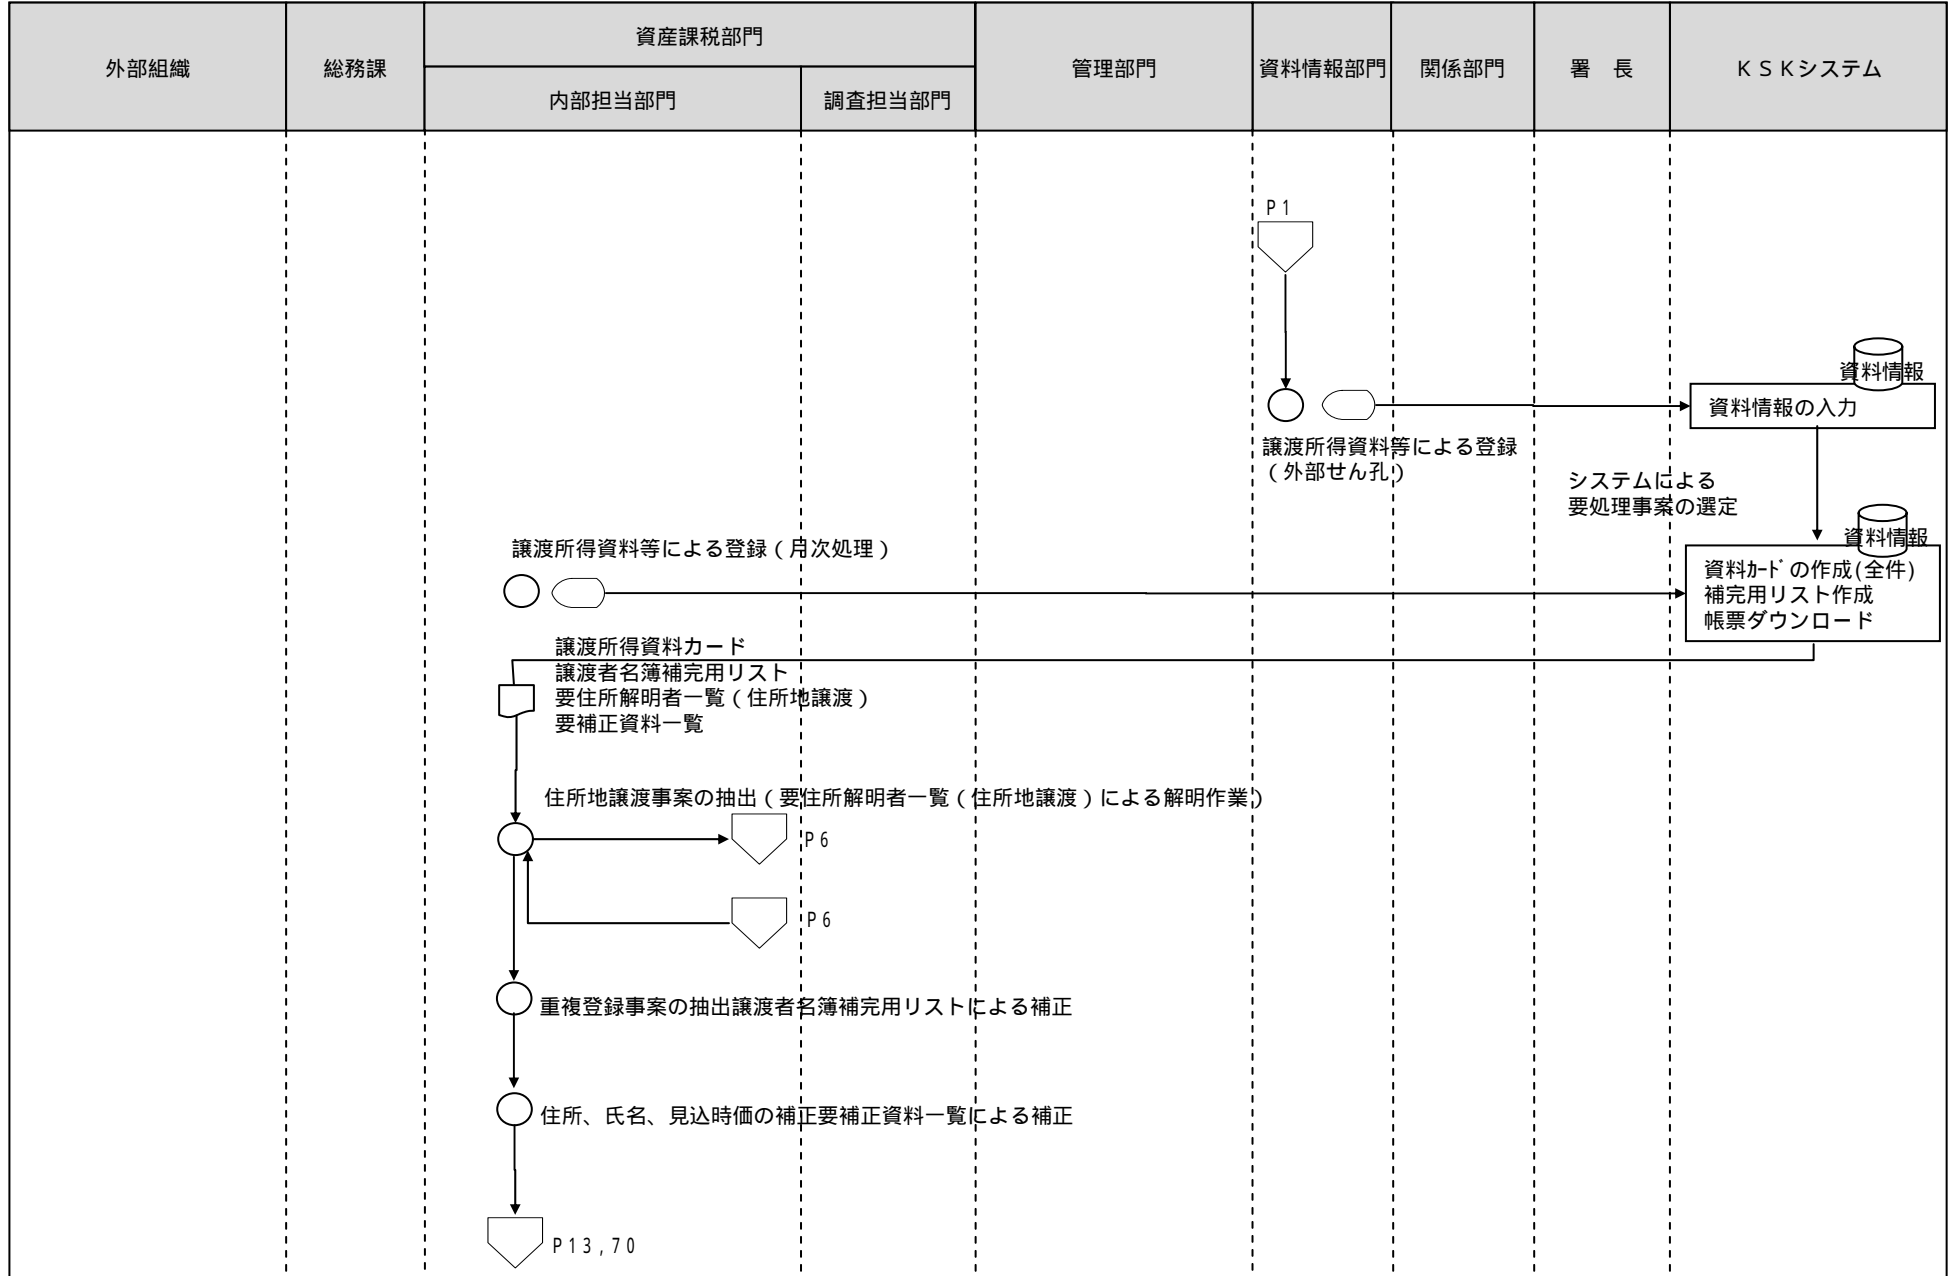 外部組織
総務課
資産課税部門
内部担当部門
調査担当部門
管理部門
資料情報部門
関係部門
署　長
ＫＳＫシステム
Ｐ１
資料情報
資料情報の入力
譲渡所得資料等による登録
（外部せん孔）
システムによる
要処理事案の選定
資料情報
譲渡所得資料等による登録（月次処理）
資料ｶｰﾄﾞの作成(全件)
補完用リスト作成
帳票ダウンロード
譲渡所得資料カード
譲渡者名簿補完用リスト
要住所解明者一覧（住所地譲渡）
要補正資料一覧
住所地譲渡事案の抽出（要住所解明者一覧（住所地譲渡）による解明作業）
Ｐ６
Ｐ６
重複登録事案の抽出譲渡者名簿補完用リストによる補正
住所、氏名、見込時価の補正要補正資料一覧による補正
Ｐ１３，７０